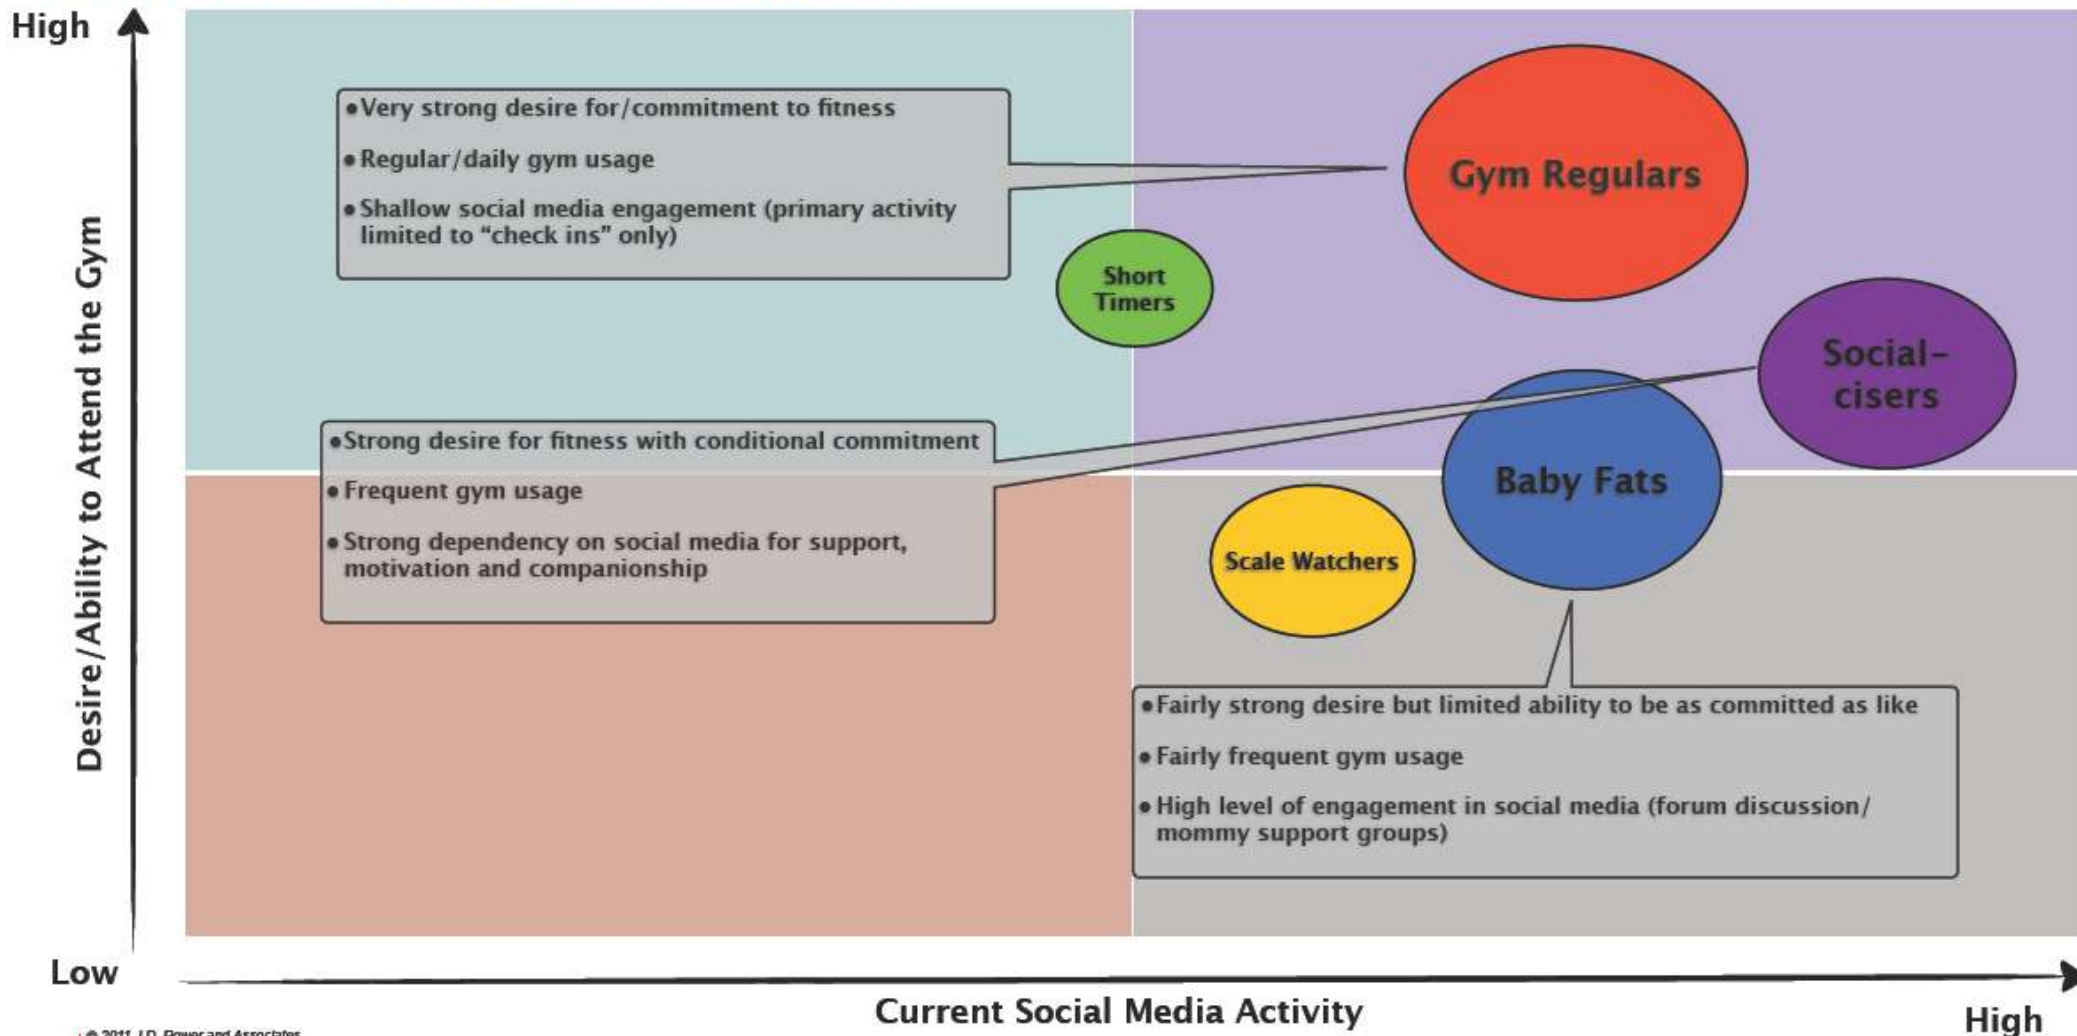 High
•Very strong desire for/commitment to fitness
•Regular/daily gym usage
•Shallow social media engagement (primary activity
limited to “check ins” only)
Gym Regulars
Short
Timers
Social-
cisers
Desire/Ability to Attend the Gym
•Strong desire for fitness with conditional commitment
•Frequent gym usage
•Strong dependency on social media for support,
motivation and companionship
Baby Fats
Scale Watchers
•Fairly strong desire but limited ability to be as committed as like
•Fairly frequent gym usage
•High level of engagement in social media (forum discussion/
mommy support groups)
Low
Current Social Media Activity
High
© 2011, J.D. Power and Associates